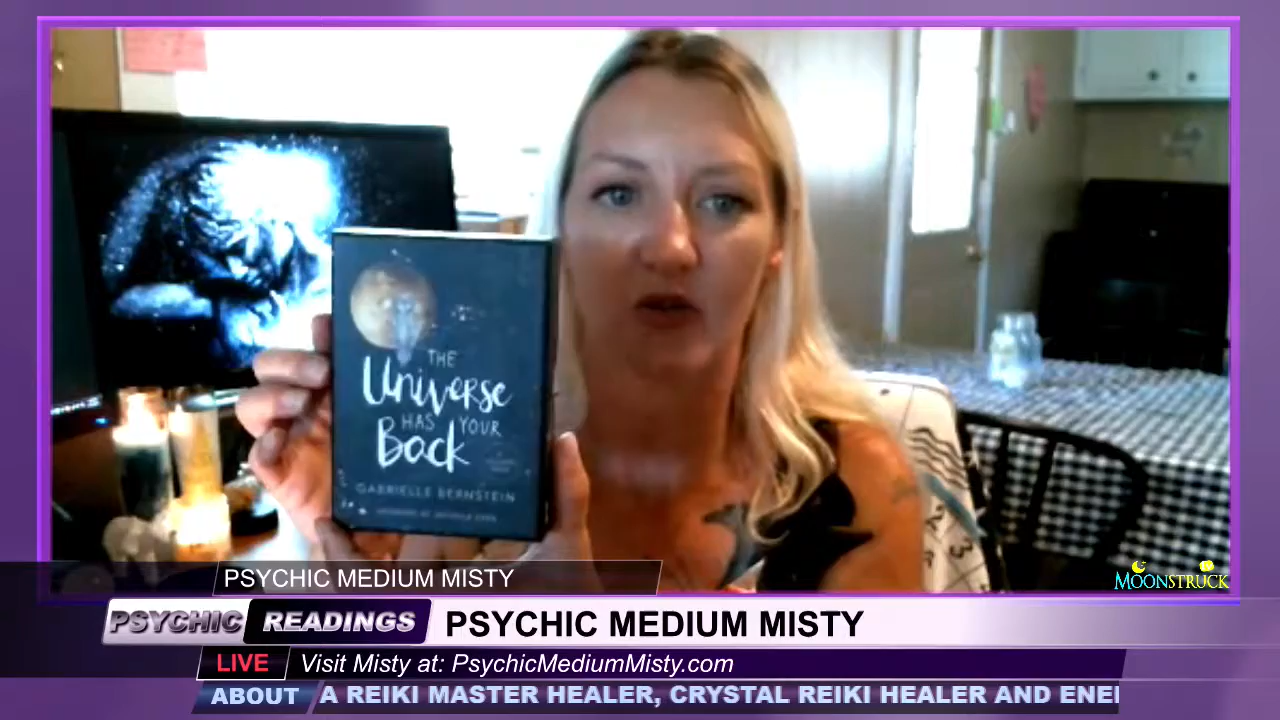 THE
Universe
HAS YOUR
Back
GABRIELLE BERNSTEIN
MOONSTRUCK
PSYCHIC MEDIUM MISTY
PSYCHIC READINGS PSYCHIC MEDIUM MISTY
LIVE Visit Misty at: PsychicMediumMisty.com
ABOUT A REIKI MASTER HEALER, CRYSTAL REIKI HEALER AND ENE